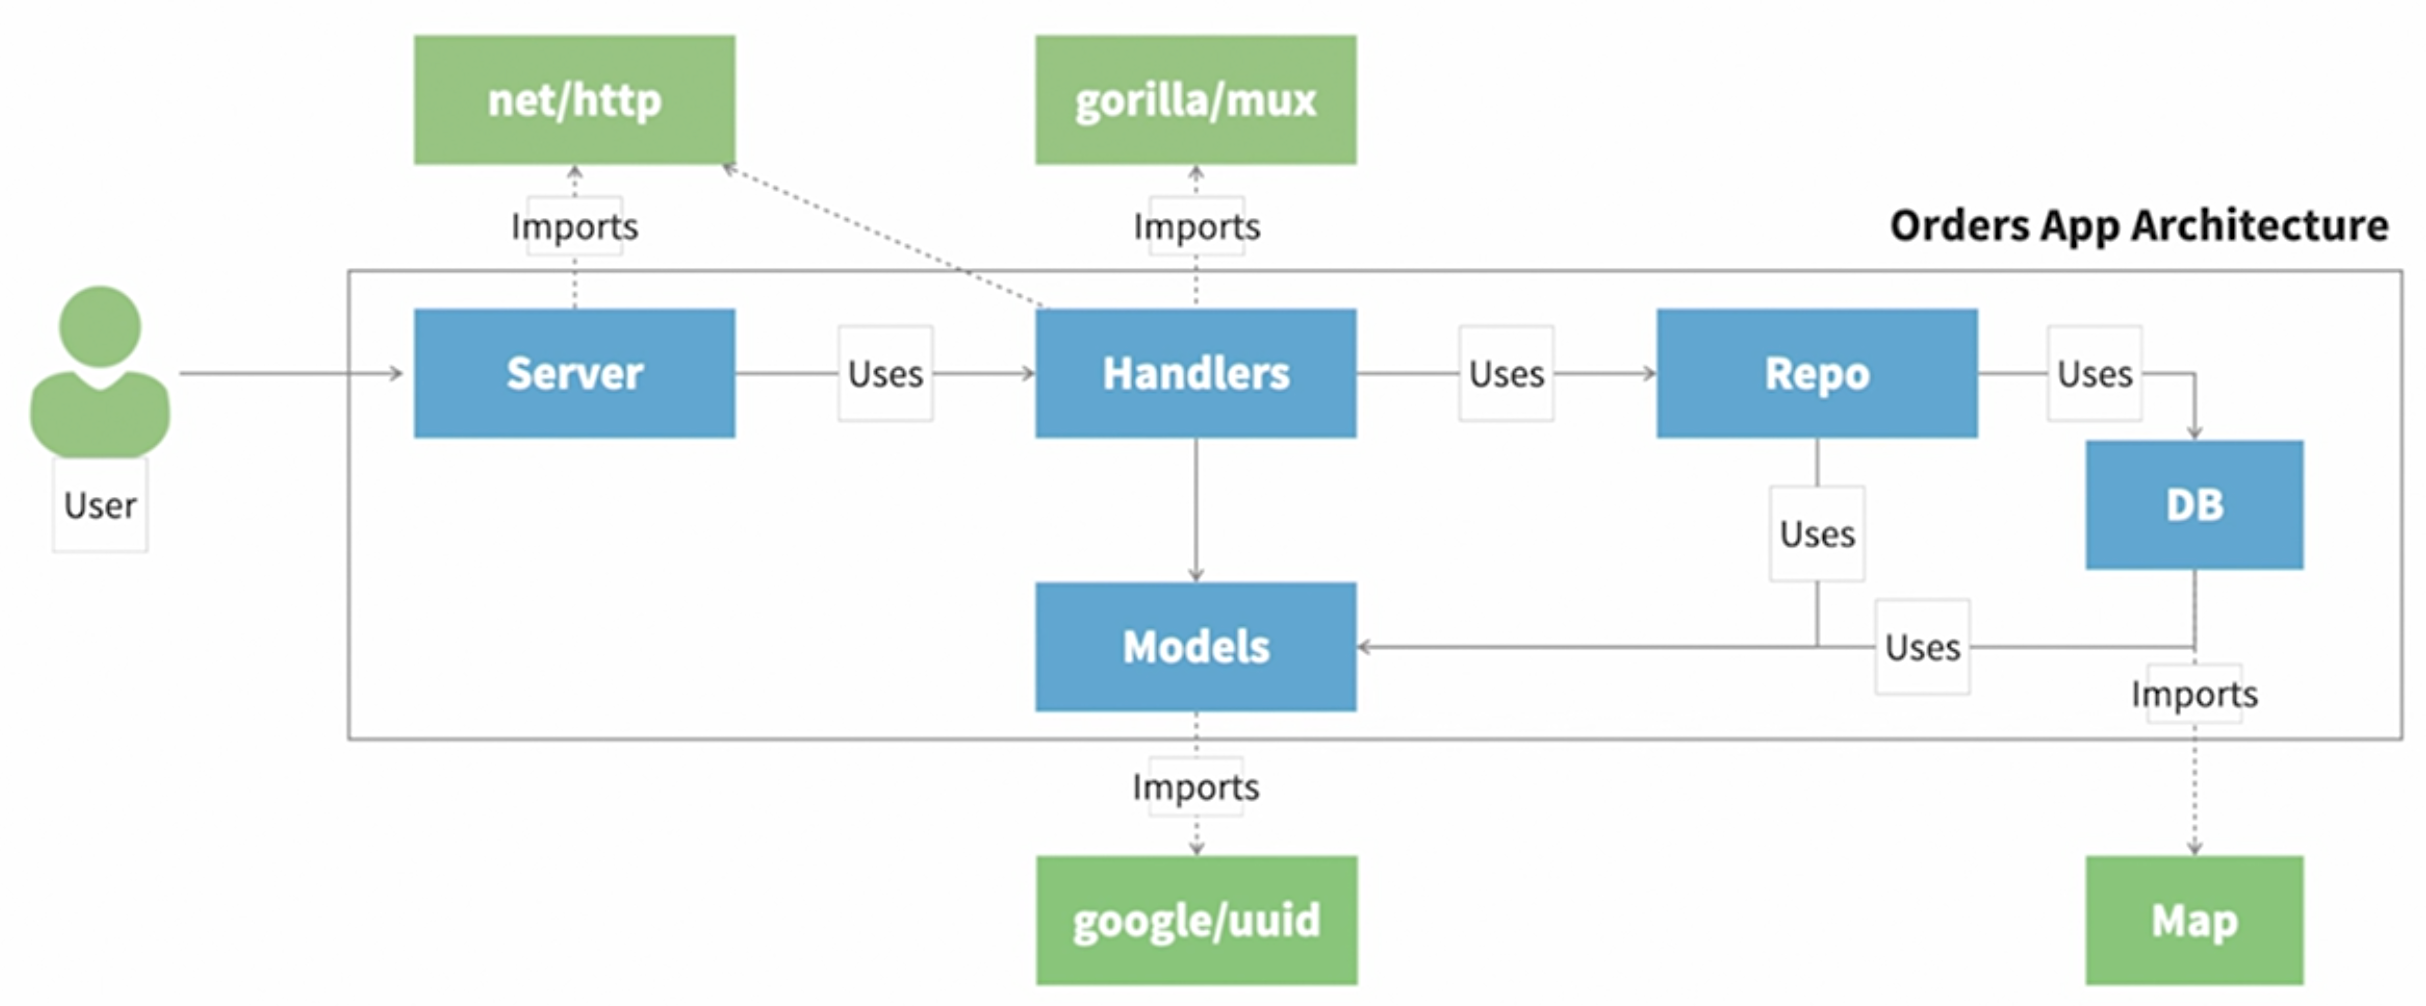 net/http
gorilla/mux
Imports
Imports
Orders App Architecture
Server
Uses
Handlers
Uses
Repo
Uses
User
DB
Uses
Models
Uses
Imports
Imports
google/uuid
Map